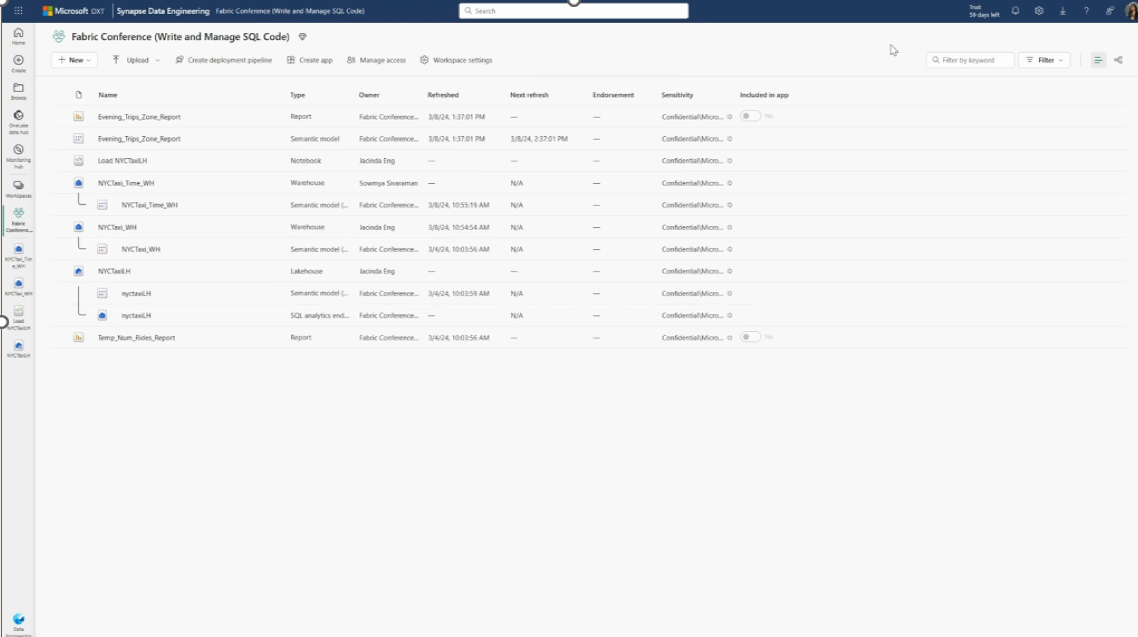 Microsoft DXT Synapse Data Engineering Fabric Conference (Write and Manage SQL Code) Search Trial
59 days left
Home
Create
Browse
OneLake
data hub
Monitoring
hub
Workspaces
Fabric
Conference...
NYCTaxi_Tim
e_WH
NYCTaxi_WH
Load
NYCTaxiLH
NYCTaxiLH
Data
Fabric Conference (Write and Manage SQL Code)
New Upload Create deployment pipeline Create app Manage access Workspace settings Filter by keyword Filter
Name Type Owner Refreshed Next refresh Endorsement Sensitivity Included in app
Evening_Trips_Zone_Report Report Fabric Conference... 3/8/24, 1:37:01 PM — — Confidential\Micro... No
Evening_Trips_Zone_Report Semantic model Fabric Conference... 3/8/24, 1:37:01 PM 3/8/24, 2:37:01 PM — Confidential\Micro...
Load NYCTaxiLH Notebook Jacinda Eng — — — Confidential\Micro...
NYCTaxi_Time_WH Warehouse Sowmya Sivaraman — N/A — Confidential\Micro...
NYCTaxi_Time_WH Semantic model (... Fabric Conference... 3/8/24, 10:55:19 AM N/A — Confidential\Micro...
NYCTaxi_WH Warehouse Jacinda Eng 3/8/24, 10:54:54 AM N/A — Confidential\Micro...
NYCTaxi_WH Semantic model (... Fabric Conference... 3/4/24, 10:03:56 AM N/A — Confidential\Micro...
NYCTaxiLH Lakehouse Jacinda Eng — — — Confidential\Micro...
nyctaxiLH Semantic model (... Fabric Conference... 3/4/24, 10:03:59 AM N/A — Confidential\Micro...
nyctaxiLH SQL analytics end... Fabric Conference... — N/A — Confidential\Micro...
Temp_Num_Rides_Report Report Fabric Conference... 3/4/24, 10:03:56 AM — — Confidential\Micro... No